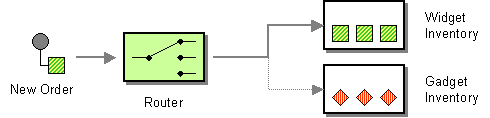 Widget
Inventory
New Order
Router
Gadget
Inventory